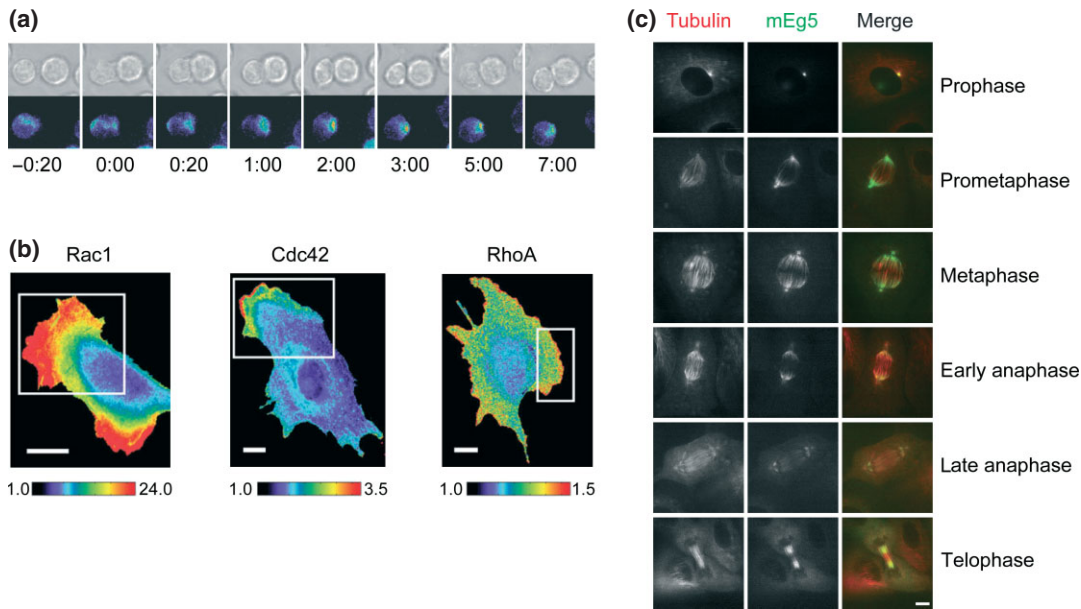 (a)
–0:20 0:00 0:20 1:00 2:00 3:00 5:00 7:00
(b)
Rac1 Cdc42 RhoA
1.0 24.0 1.0 3.5 1.0 1.5
(c)
Tubulin mEg5 Merge
Prophase
Prometaphase
Metaphase
Early anaphase
Late anaphase
Telophase